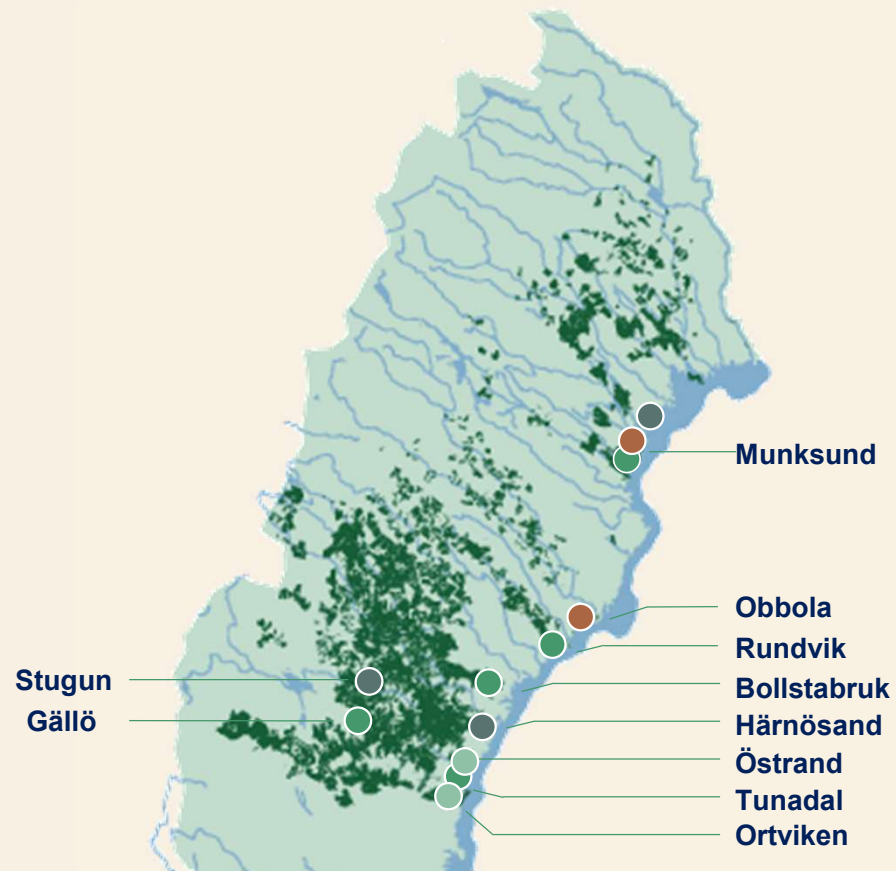 Munksund
Obbola
Rundvik
Stugun
Bollstabruk
Gällö
Härnösand
Östrand
Tunadal
Ortviken